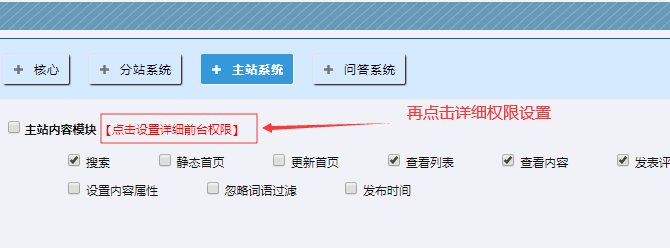 + 核心 + 分站系统 + 主站系统 + 问答系统
再点击详细权限设置
主站内容模块【点击设置详细前台权限】
搜索 静态首页 更新首页 查看列表 查看内容 发表评
设置内容属性 忽略词语过滤 发布时间